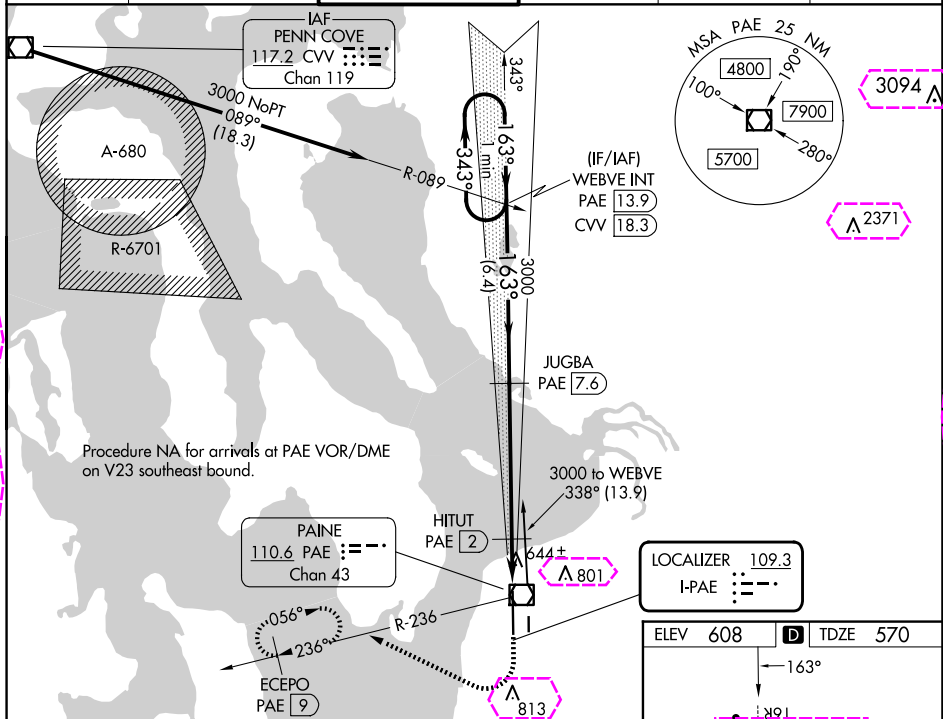 IAF
PENN COVE
117.2 CVV
Chan 119
3000 NoPT
089°
(18.3)
A-680
R-6701
R-089
343°
163°
1 min
343°
(IF/IAF)
WEBVE INT
PAE 13.9
CVV 18.3
MSA PAE 25 NM
4800
190°
100°
7900
280°
5700
3094
2371
3000
163°
(6.4)
JUGBA
PAE 7.6
Procedure NA for arrivals at PAE VOR/DME
on V23 southeast bound.
3000 to WEBVE
338° (13.9)
HITUT
PAE 2
644±
801
PAINE
110.6 PAE
Chan 43
LOCALIZER 109.3
I-PAE
R-236
056°
236°
ECEPO
PAE 9
813
ELEV 608 D TDZE 570
163°
16R